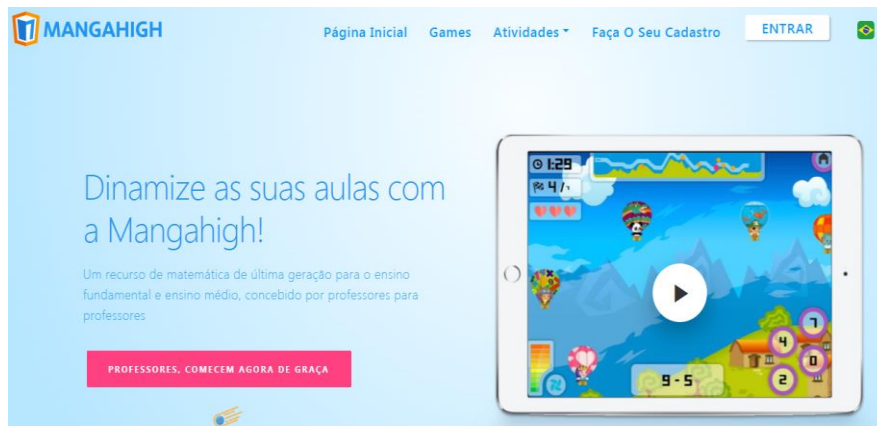 MANGAHIGH
Página Inicial Games Atividades Faça O Seu Cadastro ENTRAR
Dinamize as suas aulas com
a Mangahigh!
Um recurso de matemática de última geração para o ensino
fundamental e ensino médio, concebido por professores para
professores
PROFESSORES, COMECEM AGORA DE GRAÇA
1:29
4/7
9 - 5
7
4
0
2